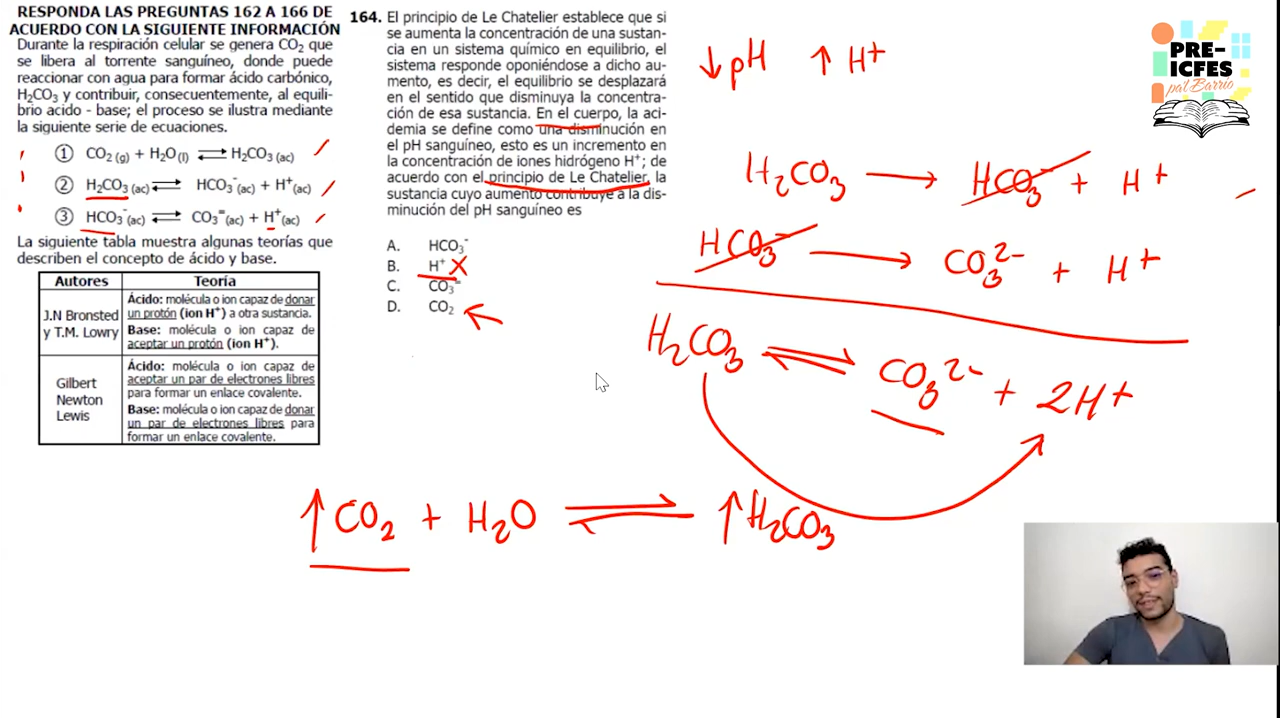 RESPONDA LAS PREGUNTAS 162 A 166 DE
ACUERDO CON LA SIGUIENTE INFORMACIÓN
Durante la respiración celular se genera CO₂ que
se libera al torrente sanguíneo, donde puede
reaccionar con agua para formar ácido carbónico,
H₂CO₃ y contribuir, consecuentemente, al equili-
brio acido - base; el proceso se ilustra mediante
la siguiente serie de ecuaciones.
① CO₂ (g) + H₂O (l) ⇌ H₂CO₃ (ac)
② H₂CO₃ (ac) ⇌ HCO₃⁻ (ac) + H⁺ (ac)
③ HCO₃⁻ (ac) ⇌ CO₃⁼ (ac) + H⁺ (ac)
La siguiente tabla muestra algunas teorías que
describen el concepto de ácido y base.
Autores Teoría
J.N Bronsted
y T.M. Lowry
Ácido: molécula o ion capaz de donar
un protón (ion H⁺) a otra sustancia.
Base: molécula o ion capaz de
aceptar un protón (ion H⁺).
Gilbert
Newton
Lewis
Ácido: molécula o ion capaz de
aceptar un par de electrones libres
para formar un enlace covalente.
Base: molécula o ion capaz de donar
un par de electrones libres para
formar un enlace covalente.
164. El principio de Le Chatelier establece que si
se aumenta la concentración de una sustan-
cia en un sistema químico en equilibrio, el
sistema responde oponiéndose a dicho au-
mento, es decir, el equilibrio se desplazará
en el sentido que disminuya la concentra-
ción de esa sustancia. En el cuerpo, la aci-
demia se define como una disminución en
el pH sanguíneo, esto es un incremento en
la concentración de iones hidrógeno H⁺; de
acuerdo con el principio de Le Chatelier, la
sustancia cuyo aumento contribuye a la dis-
minución del pH sanguíneo es
A. HCO₃⁻
B. H⁺ X
C. CO₃⁼
D. CO₂ ←
↓pH ↑ H+
H₂CO₃ → HCO₃⁻ + H+
HCO₃⁻ → CO₃²⁻ + H+
H₂CO₃ ⇌ CO₃²⁻ + 2H+
↑CO₂ + H₂O ⇌ ↑H₂CO₃
PRE-
ICFES
pal Barrio